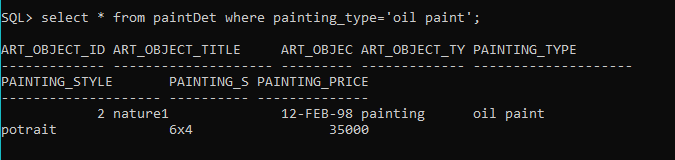 SQL> select * from paintDet where painting_type='oil paint';
ART_OBJECT_ID ART_OBJECT_TITLE     ART_OBJEC ART_OBJECT_TY PAINTING_TYPE
------------- -------------------- --------- ------------- --------------------
PAINTING_STYLE       PAINTING_S PAINTING_PRICE
-------------------- ---------- --------------
            2 nature1              12-FEB-98 painting      oil paint
potrait              6x4                 35000